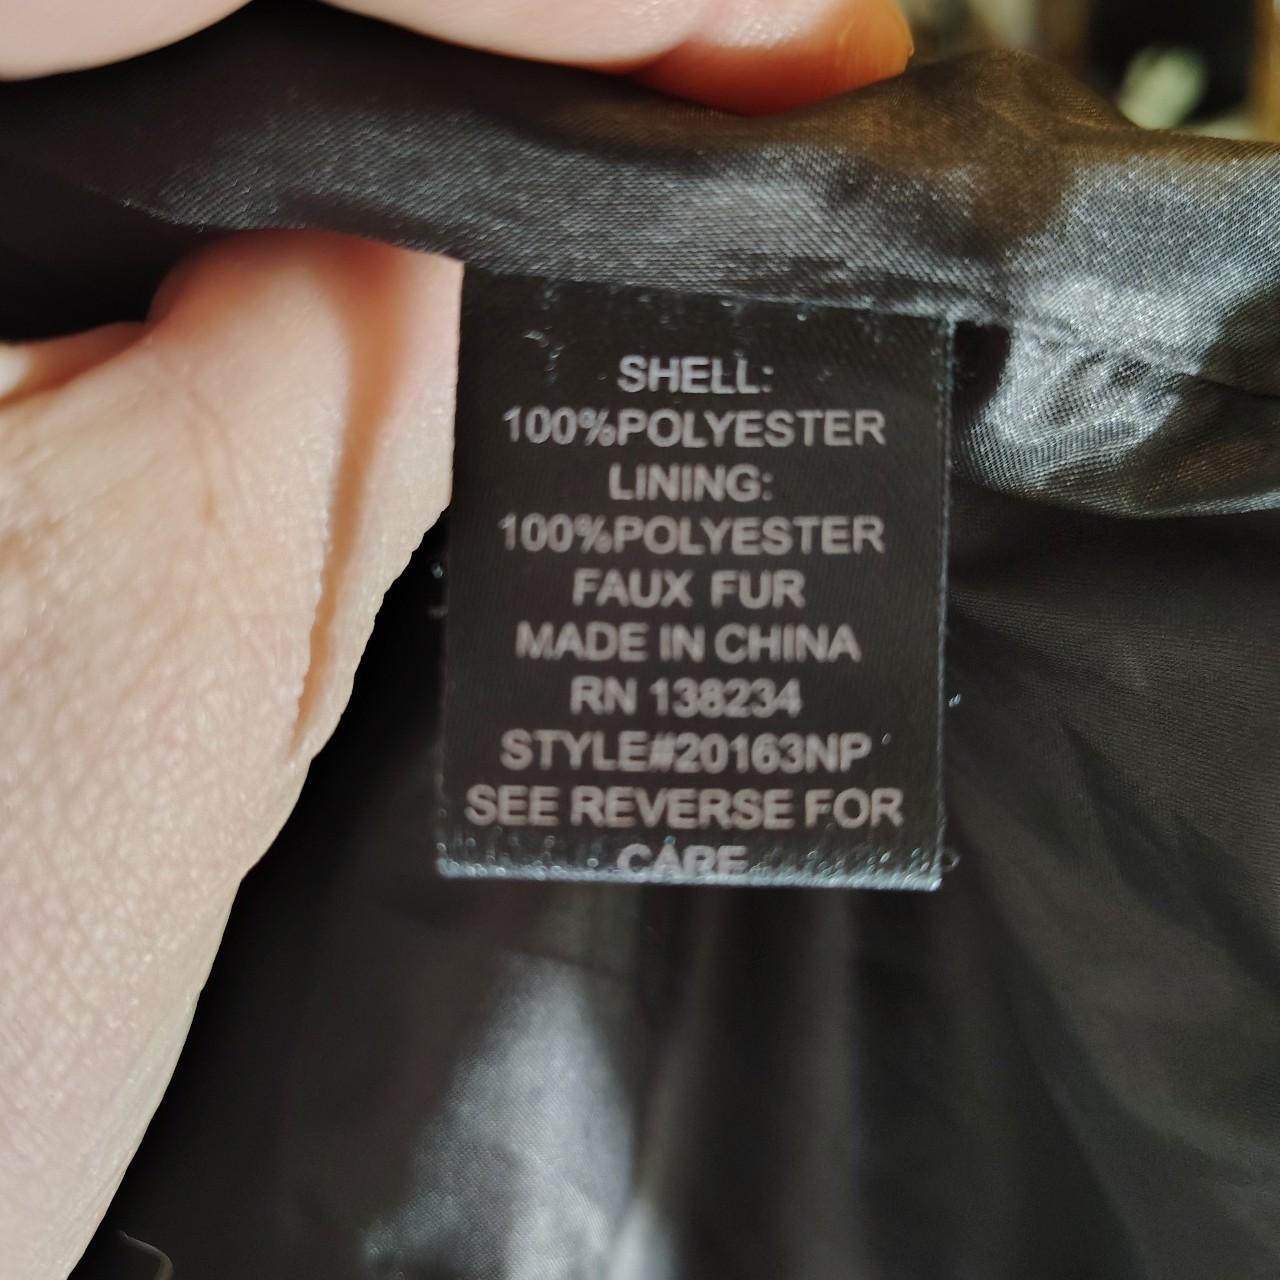 SHELL:
100%POLYESTER
LINING:
100%POLYESTER
FAUX FUR
MADE IN CHINA
RN 138234
STYLE#20163NP
SEE REVERSE FOR
CARE